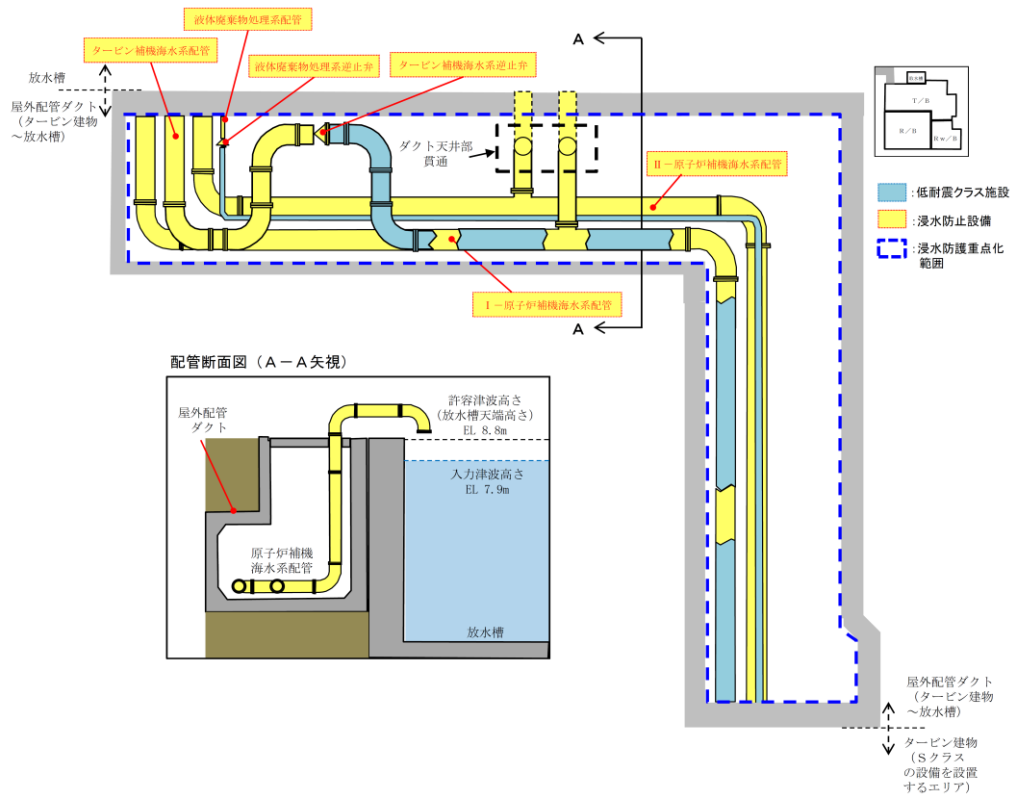 液体廃棄物処理系配管
タービン補機海水系配管
液体廃棄物処理系逆止弁
タービン補機海水系逆止弁
A
放水槽
屋外配管ダクト
（タービン建物
～放水槽）
ダクト天井部
貫通
Ⅱ－原子炉補機海水系配管
放水槽
T／B
R／B
Rw／B
：低耐震クラス施設
：浸水防止設備
：浸水防護重点化
範囲
Ⅰ－原子炉補機海水系配管
A
配管断面図（A－A矢視）
屋外配管
ダクト
許容津波高さ
（放水槽天端高さ）
EL 8.8m
入力津波高さ
EL 7.9m
原子炉補機
海水系配管
放水槽
屋外配管ダクト
（タービン建物
～放水槽）
タービン建物
（Sクラス
の設備を設置
するエリア）